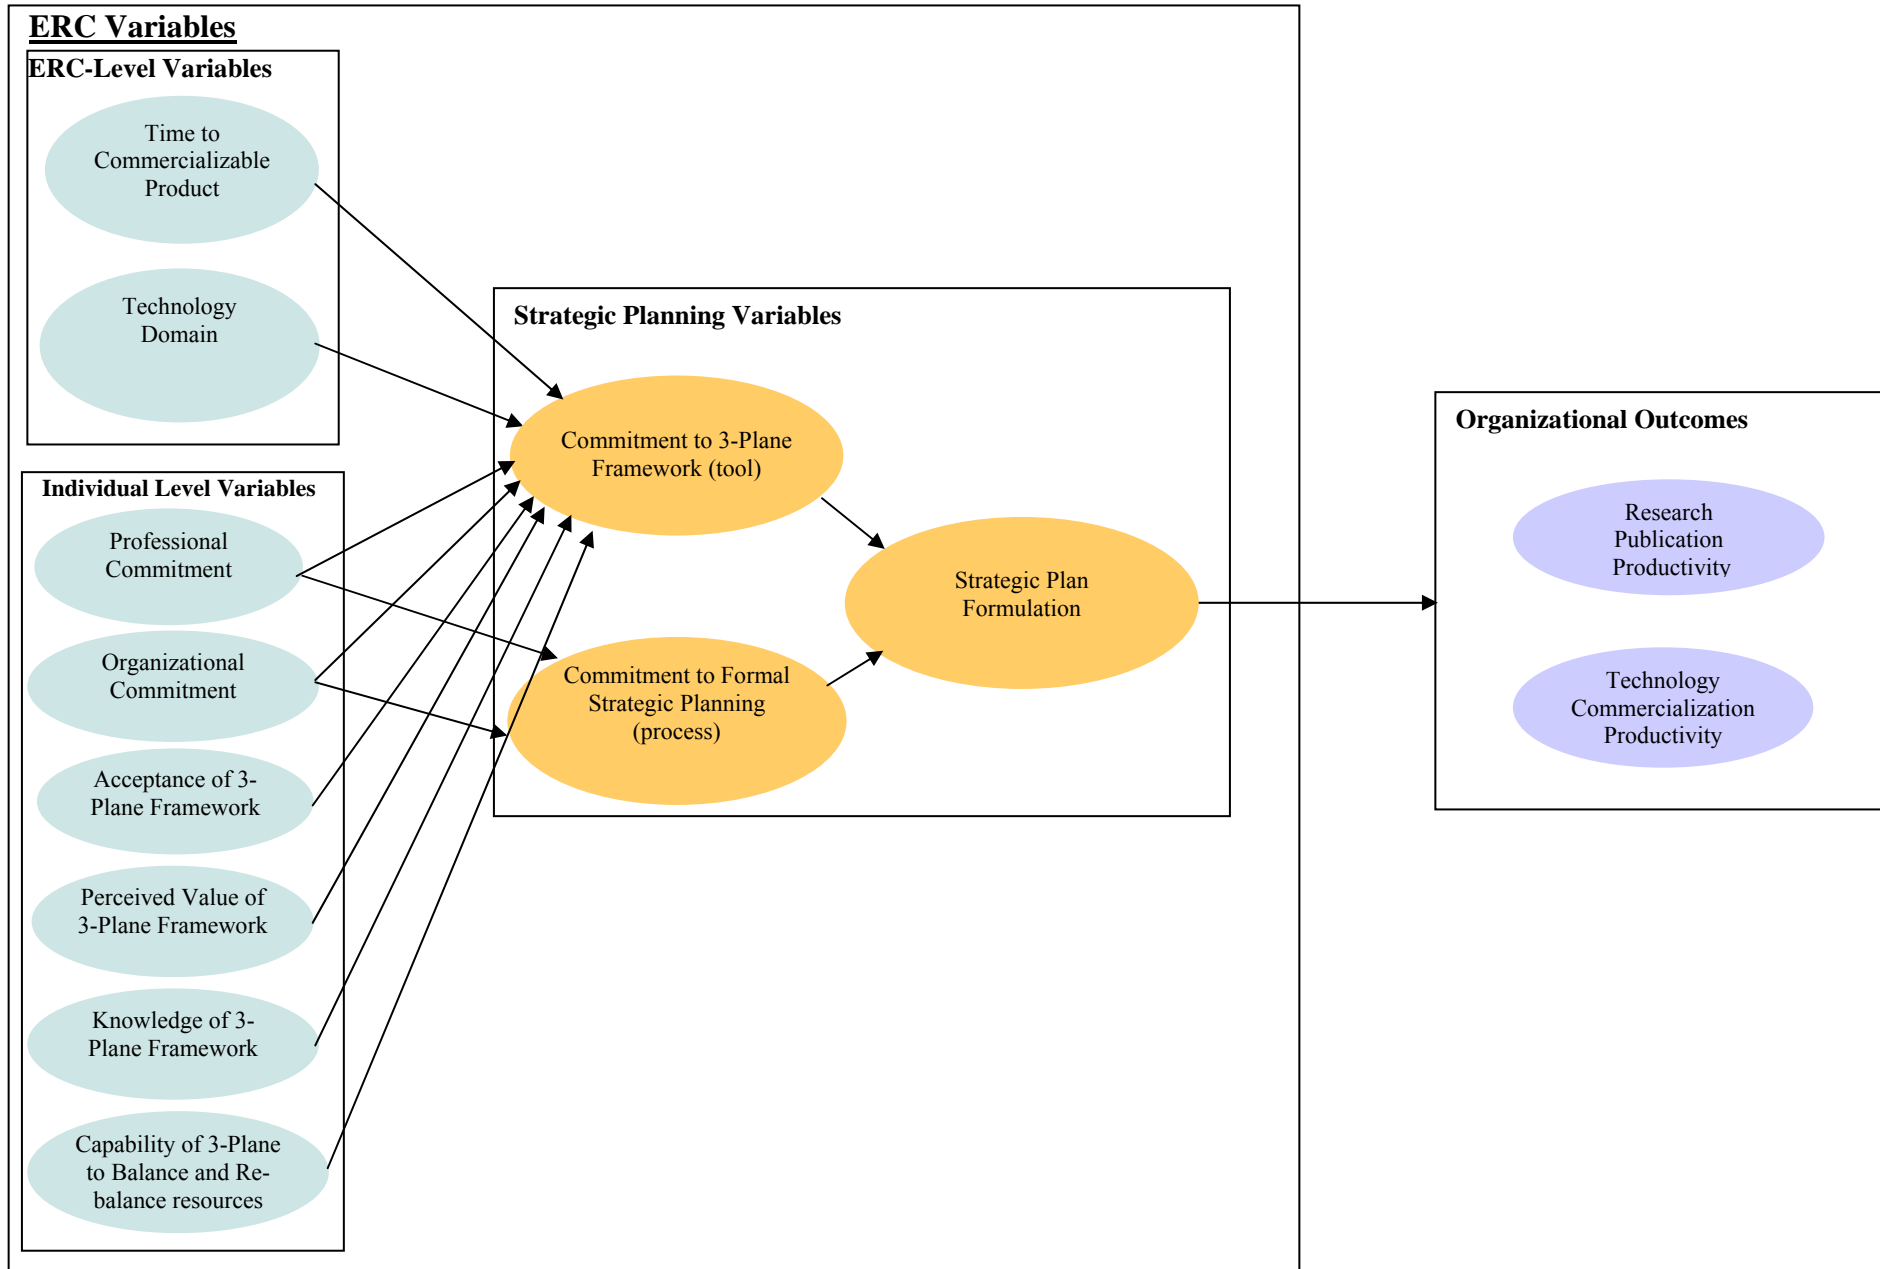 ERC Variables
ERC-Level Variables
Time to
Commercializable
Product
Technology
Domain
Individual Level Variables
Professional
Commitment
Organizational
Commitment
Acceptance of 3-
Plane Framework
Perceived Value of
3-Plane Framework
Knowledge of 3-
Plane Framework
Capability of 3-Plane
to Balance and Re-
balance resources
Strategic Planning Variables
Commitment to 3-Plane
Framework (tool)
Commitment to Formal
Strategic Planning
(process)
Strategic Plan
Formulation
Organizational Outcomes
Research
Publication
Productivity
Technology
Commercialization
Productivity